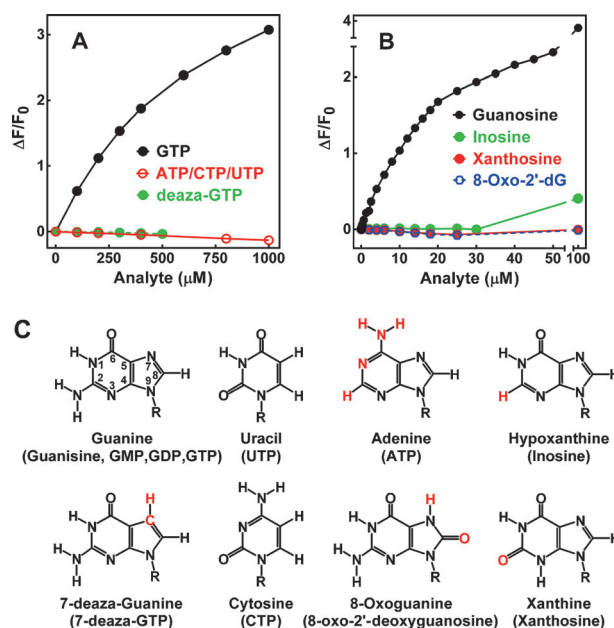 A
ΔF/F0
3
2
1
0
GTP
ATP/CTP/UTP
deaza-GTP
0 200 400 600 800 1000
Analyte (μM)
B
ΔF/F0
4
2
0
Guanosine
Inosine
Xanthosine
8-Oxo-2'-dG
0 10 20 30 40 50 100
Analyte (μM)
C
O N H 1 2 3 4 5 6 7 8 9 N N N H H N R
Guanine
(Guanisine, GMP,GDP,GTP)
O H N O N R
Uracil
(UTP)
H H N N H N N N H R
Adenine
(ATP)
O H N H N N N H R
Hypoxanthine
(Inosine)
O H N H N H N C H H N R
7-deaza-Guanine
(7-deaza-GTP)
H N H N O N R
Cytosine
(CTP)
O H N H N H N H N O N R
8-Oxoguanine
(8-oxo-2'-deoxyguanosine)
O H N O N H N N H R
Xanthine
(Xanthosine)